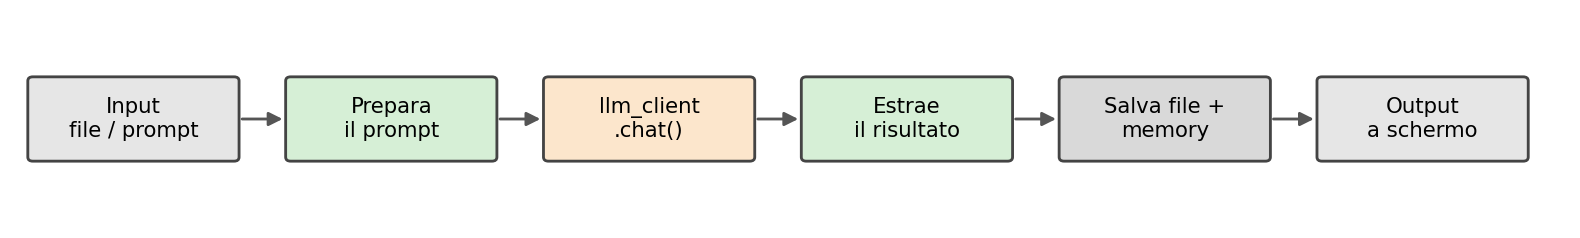 Input
file / prompt
Prepara
il prompt
llm_client
.chat()
Estrae
il risultato
Salva file +
memory
Output
a schermo